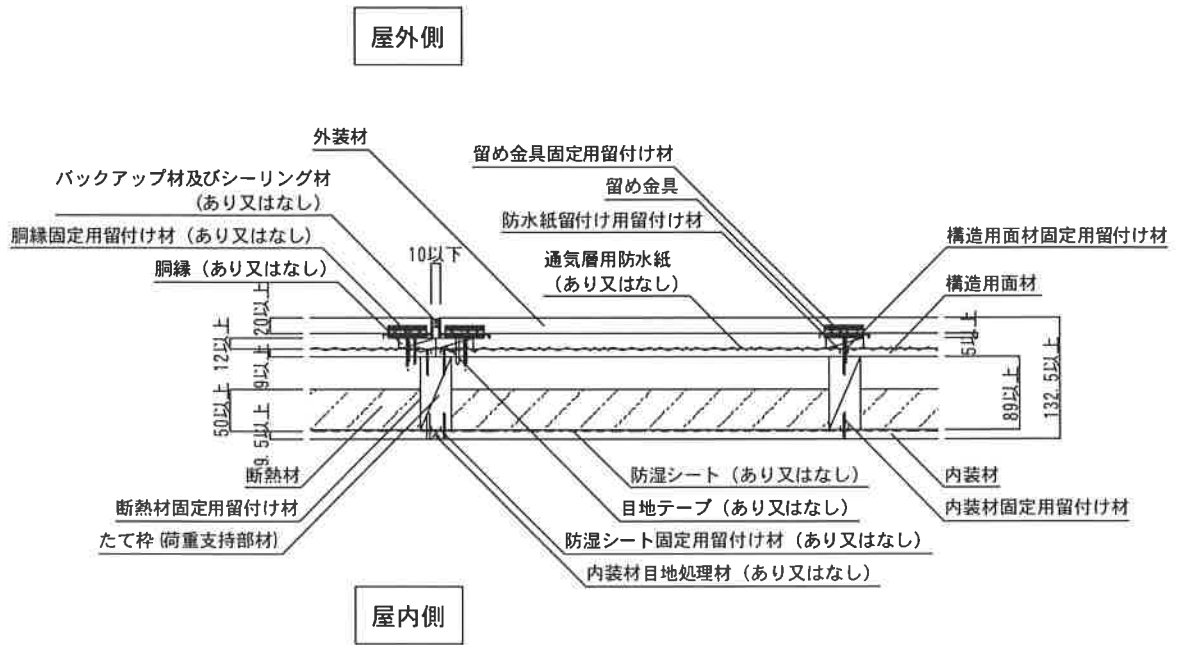 屋外側
外装材
留め金具固定用留付け材
バックアップ材及びシーリング材
(あり又はなし)
留め金具
防水紙留付け用留付け材
胴縁固定用留付け材 (あり又はなし)
構造用面材固定用留付け材
10以下
通気層用防水紙
(あり又はなし)
胴縁 (あり又はなし)
構造用面材
20以上
12以上
9以上
50以上
9.5以上
5以上
89以上
132.5以上
断熱材
防湿シート (あり又はなし)
内装材
断熱材固定用留付け材
目地テープ (あり又はなし)
内装材固定用留付け材
たて枠 (荷重支持部材)
防湿シート固定用留付け材 (あり又はなし)
内装材目地処理材 (あり又はなし)
屋内側